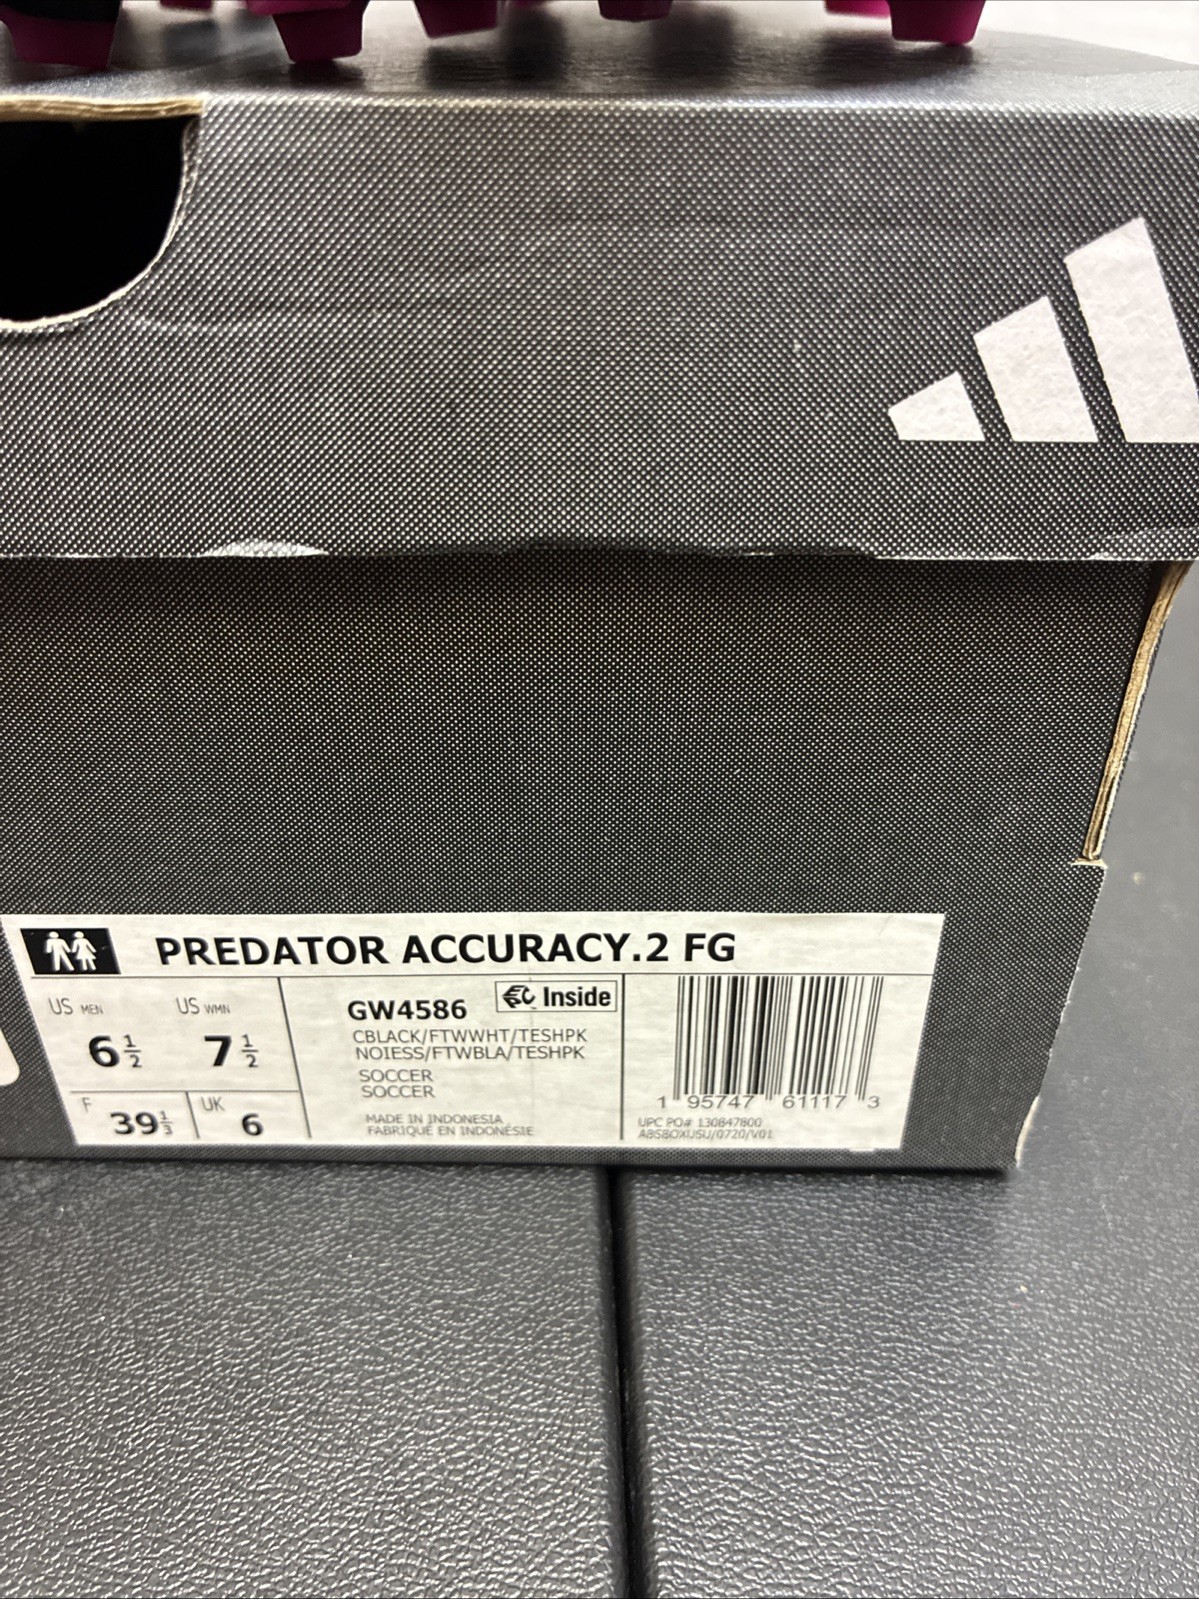 PREDATOR ACCURACY.2 FG
US MEN
US WMN
6 1/2
7 1/2
F
39 1/3
UK
6
GW4586
Inside
CBLACK/FTWWHT/TESHPK
NOIESS/FTWBLA/TESHPK
SOCCER
SOCCER
MADE IN INDONESIA
FABRIQUÉ EN INDONÉSIE
1 95747 61117 3
UPC PO# 130847800
ABSBOXUSU/0720/V01